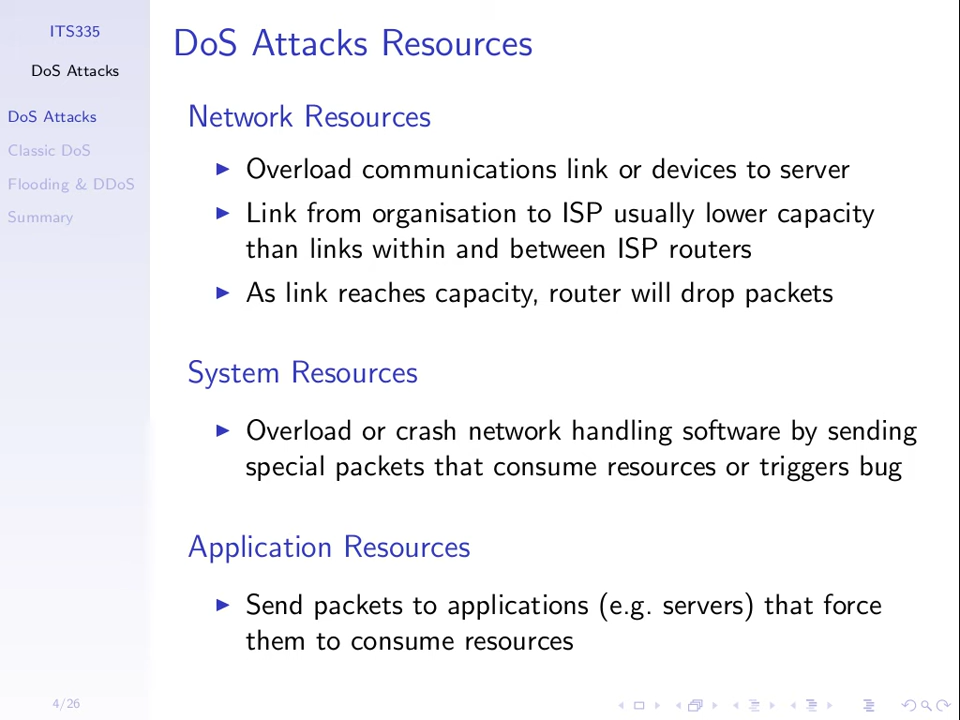 ITS335
DoS Attacks
DoS Attacks
Classic DoS
Flooding & DDoS
Summary
DoS Attacks Resources
Network Resources
Overload communications link or devices to server
Link from organisation to ISP usually lower capacity
than links within and between ISP routers
As link reaches capacity, router will drop packets
System Resources
Overload or crash network handling software by sending
special packets that consume resources or triggers bug
Application Resources
Send packets to applications (e.g. servers) that force
them to consume resources
4/26